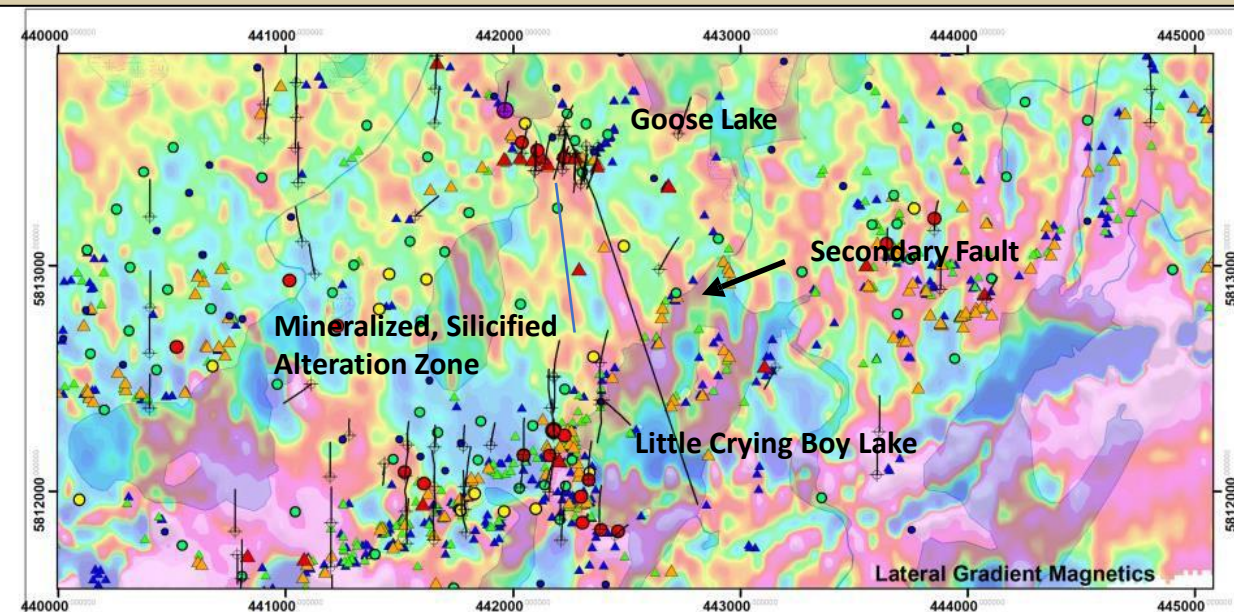 440000 441000 442000 443000 444000 445000
Goose Lake
5813000 Secondary Fault 5813000
Mineralized, Silicified
Alteration Zone
Little Crying Boy Lake
5812000 5812000
Lateral Gradient Magnetics
440000 441000 442000 443000 444000 445000